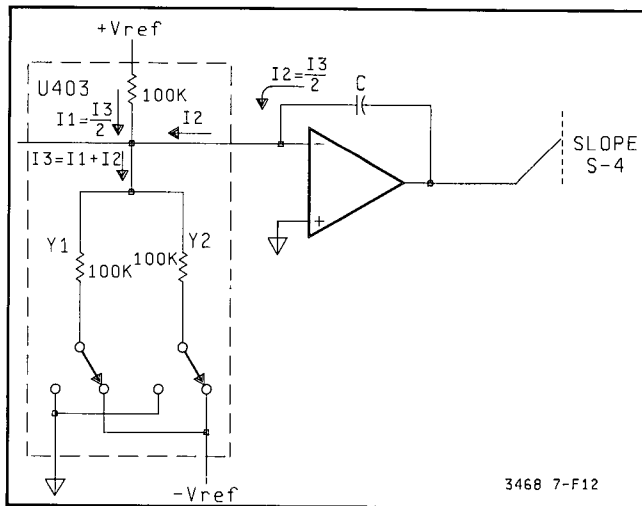 +Vref
U403
100K
I1=I3/2
I2
I2=I3/2
C
I3=I1+I2
−
+
SLOPE
S-4
Y1
Y2
100K
100K
-Vref
3468 7-F12